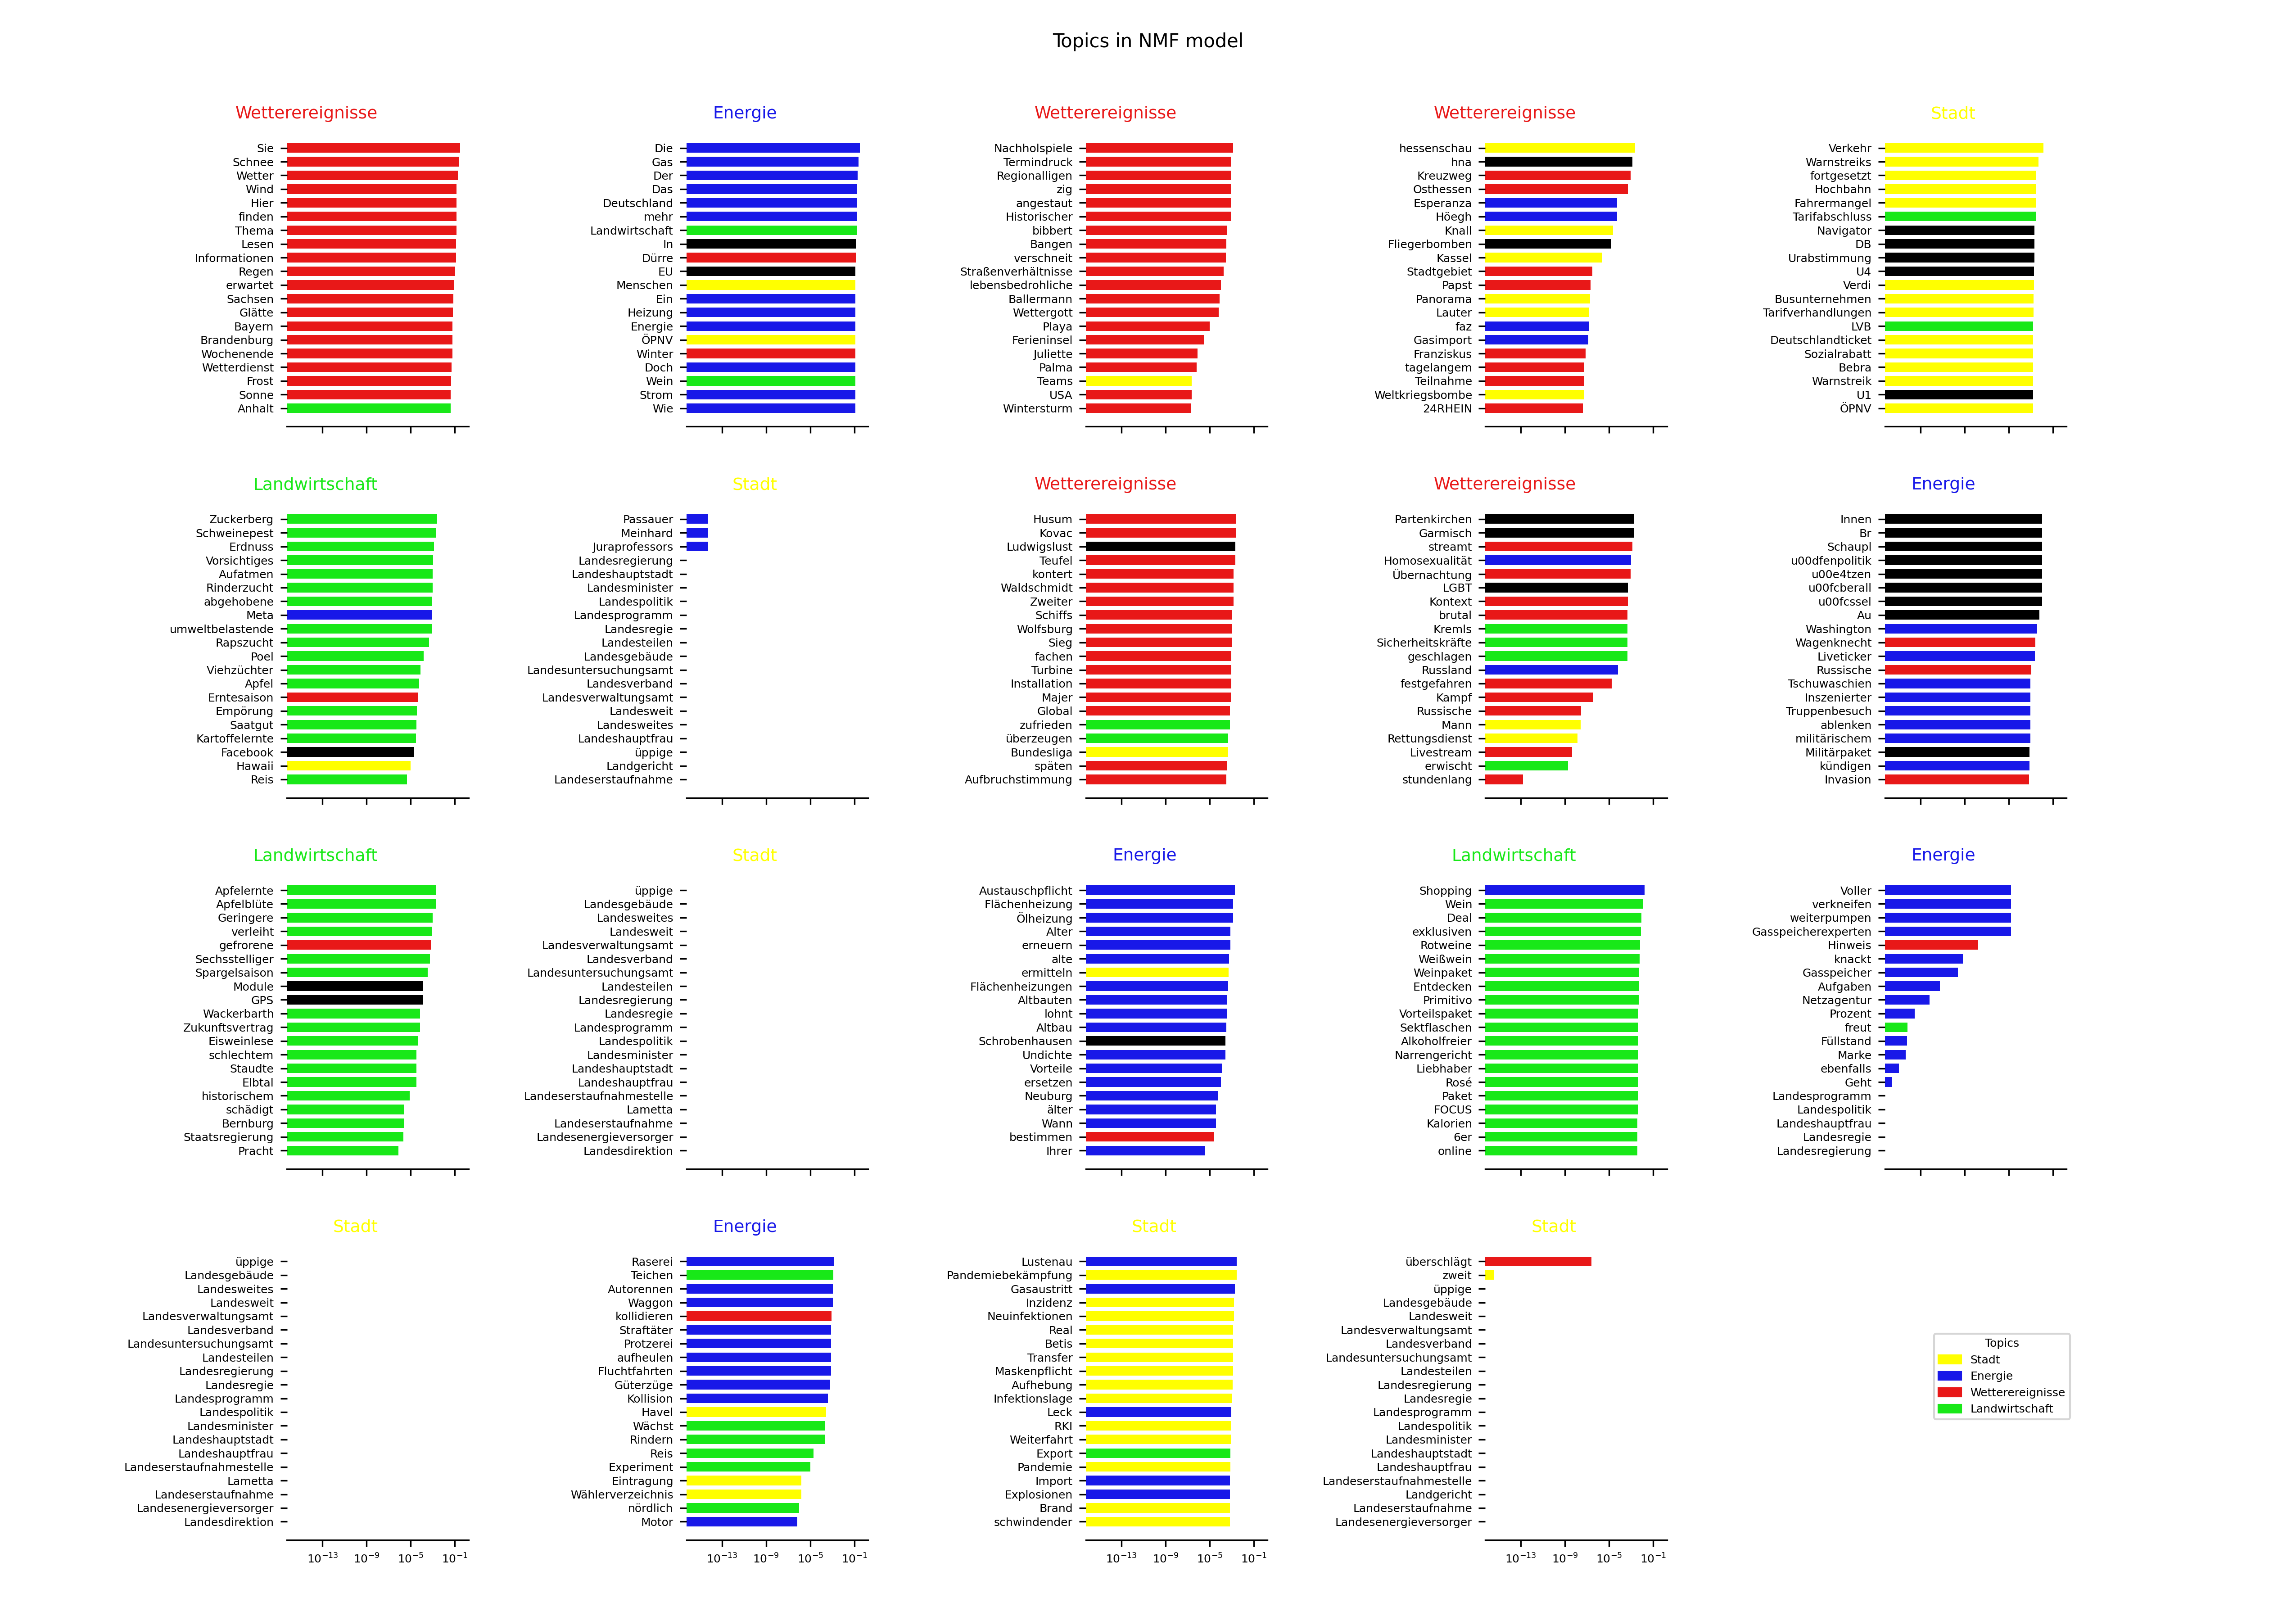 Topics in NMF model
Wetterereignisse
Sie
Schnee
Wetter
Wind
Hier
finden
Thema
Lesen
Informationen
Regen
erwartet
Sachsen
Glätte
Bayern
Brandenburg
Wochenende
Wetterdienst
Frost
Sonne
Anhalt
Energie
Die
Gas
Der
Das
Deutschland
mehr
Landwirtschaft
In
Dürre
EU
Menschen
Ein
Heizung
Energie
ÖPNV
Winter
Doch
Wein
Strom
Wie
Wetterereignisse
Nachholspiele
Termindruck
Regionalligen
zig
angestaut
Historischer
bibbert
Bangen
verschneit
Straßenverhältnisse
lebensbedrohliche
Ballermann
Wettergott
Playa
Ferieninsel
Juliette
Palma
Teams
USA
Wintersturm
Wetterereignisse
hessenschau
hna
Kreuzweg
Osthessen
Esperanza
Höegh
Knall
Fliegerbomben
Kassel
Stadtgebiet
Papst
Panorama
Lauter
faz
Gasimport
Franziskus
tagelangem
Teilnahme
Weltkriegsbombe
24RHEIN
Stadt
Verkehr
Warnstreiks
fortgesetzt
Hochbahn
Fahrermangel
Tarifabschluss
Navigator
DB
Urabstimmung
U4
Verdi
Busunternehmen
Tarifverhandlungen
LVB
Deutschlandticket
Sozialrabatt
Bebra
Warnstreik
U1
ÖPNV
Landwirtschaft
Zuckerberg
Schweinepest
Erdnuss
Vorsichtiges
Aufatmen
Rinderzucht
abgehobene
Meta
umweltbelastende
Rapszucht
Poel
Viehzüchter
Apfel
Erntesaison
Empörung
Saatgut
Kartoffelernte
Facebook
Hawaii
Reis
Stadt
Passauer
Meinhard
Juraprofessors
Landesregierung
Landeshauptstadt
Landesminister
Landespolitik
Landesprogramm
Landesregie
Landesteilen
Landesgebäude
Landesuntersuchungsamt
Landesverband
Landesverwaltungsamt
Landesweit
Landesweites
Landeshauptfrau
üppige
Landgericht
Landeserstaufnahme
Wetterereignisse
Husum
Kovac
Ludwigslust
Teufel
kontert
Waldschmidt
Zweiter
Schiffs
Wolfsburg
Sieg
fachen
Turbine
Installation
Majer
Global
zufrieden
überzeugen
Bundesliga
späten
Aufbruchstimmung
Wetterereignisse
Partenkirchen
Garmisch
streamt
Homosexualität
Übernachtung
LGBT
Kontext
brutal
Kremls
Sicherheitskräfte
geschlagen
Russland
festgefahren
Kampf
Russische
Mann
Rettungsdienst
Livestream
erwischt
stundenlang
Energie
Innen
Br
Schaupl
u00dfenpolitik
u00e4tzen
u00fcberall
u00fcssel
Au
Washington
Wagenknecht
Liveticker
Russische
Tschuwaschien
Inszenierter
Truppenbesuch
ablenken
militärischem
Militärpaket
kündigen
Invasion
Landwirtschaft
Apfelernte
Apfelblüte
Geringere
verleiht
gefrorene
Sechsstelliger
Spargelsaison
Module
GPS
Wackerbarth
Zukunftsvertrag
Eisweinlese
schlechtem
Staudte
Elbtal
historischem
schädigt
Bernburg
Staatsregierung
Pracht
Stadt
üppige
Landesgebäude
Landesweites
Landesweit
Landesverwaltungsamt
Landesverband
Landesuntersuchungsamt
Landesteilen
Landesregierung
Landesregie
Landesprogramm
Landespolitik
Landesminister
Landeshauptstadt
Landeshauptfrau
Landeserstaufnahmestelle
Lametta
Landeserstaufnahme
Landesenergieversorger
Landesdirektion
Energie
Austauschpflicht
Flächenheizung
Ölheizung
Alter
erneuern
alte
ermitteln
Flächenheizungen
Altbauten
lohnt
Altbau
Schrobenhausen
Undichte
Vorteile
ersetzen
Neuburg
älter
Wann
bestimmen
Ihrer
Landwirtschaft
Shopping
Wein
Deal
exklusiven
Rotweine
Weißwein
Weinpaket
Entdecken
Primitivo
Vorteilspaket
Sektflaschen
Alkoholfreier
Narrengericht
Liebhaber
Rosé
Paket
FOCUS
Kalorien
6er
online
Energie
Voller
verkneifen
weiterpumpen
Gasspeicherexperten
Hinweis
knackt
Gasspeicher
Aufgaben
Netzagentur
Prozent
freut
Füllstand
Marke
ebenfalls
Geht
Landesprogramm
Landespolitik
Landeshauptfrau
Landesregie
Landesregierung
Stadt
üppige
Landesgebäude
Landesweites
Landesweit
Landesverwaltungsamt
Landesverband
Landesuntersuchungsamt
Landesteilen
Landesregierung
Landesregie
Landesprogramm
Landespolitik
Landesminister
Landeshauptstadt
Landeshauptfrau
Landeserstaufnahmestelle
Lametta
Landeserstaufnahme
Landesenergieversorger
Landesdirektion
10⁻¹³ 10⁻⁹ 10⁻⁵ 10⁻¹
Energie
Raserei
Teichen
Autorennen
Waggon
kollidieren
Straftäter
Protzerei
aufheulen
Fluchtfahrten
Güterzüge
Kollision
Havel
Wächst
Rindern
Reis
Experiment
Eintragung
Wählerverzeichnis
nördlich
Motor
10⁻¹³ 10⁻⁹ 10⁻⁵ 10⁻¹
Stadt
Lustenau
Pandemiebekämpfung
Gasaustritt
Inzidenz
Neuinfektionen
Real
Betis
Transfer
Maskenpflicht
Aufhebung
Infektionslage
Leck
RKI
Weiterfahrt
Export
Pandemie
Import
Explosionen
Brand
schwindender
10⁻¹³ 10⁻⁹ 10⁻⁵ 10⁻¹
Stadt
überschlägt
zweit
üppige
Landesgebäude
Landesweit
Landesverwaltungsamt
Landesverband
Landesuntersuchungsamt
Landesteilen
Landesregierung
Landesregie
Landesprogramm
Landespolitik
Landesminister
Landeshauptstadt
Landeshauptfrau
Landeserstaufnahmestelle
Landgericht
Landeserstaufnahme
Landesenergieversorger
10⁻¹³ 10⁻⁹ 10⁻⁵ 10⁻¹
Topics
Stadt
Energie
Wetterereignisse
Landwirtschaft